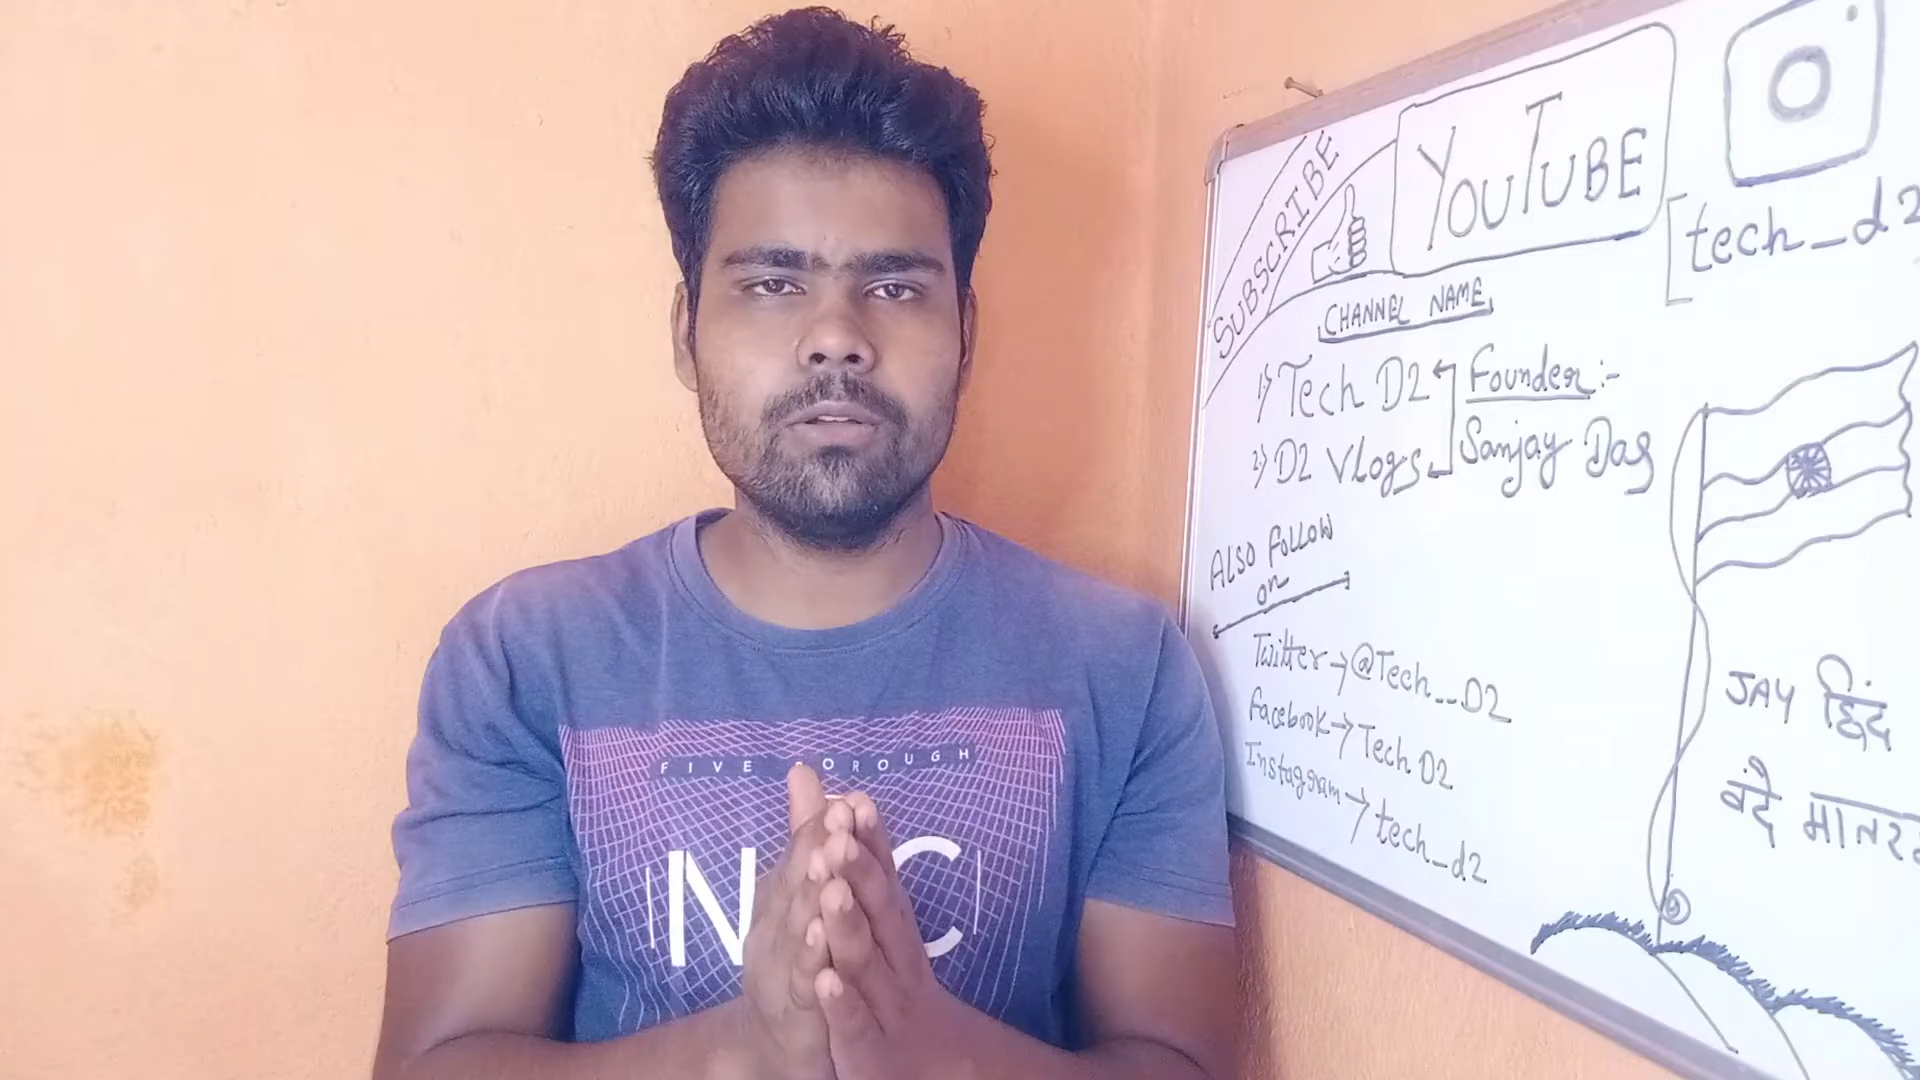 SUBSCRIBE
YOUTUBE
[tech_d2
CHANNEL NAME
1) Tech D2
Founder:-
2) D2 Vlogs
Sanjay Das
ALSO FOLLOW
on
Twitter → @Tech__D2
Facebook → Tech D2
Instagram → tech_d2
JAY हिंद
वंदे मातर
FIVE BOROUGH
N C